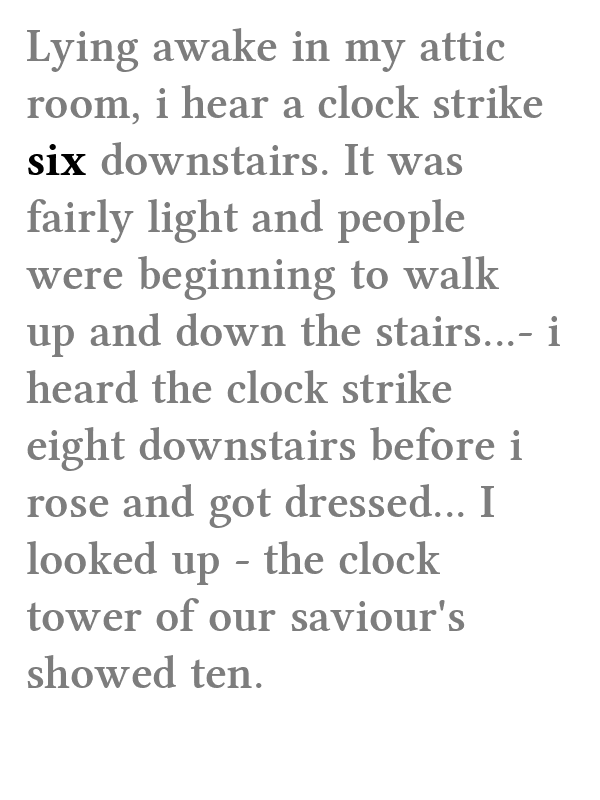 Lying awake in my attic
room, i hear a clock strike
six downstairs. It was
fairly light and people
were beginning to walk
up and down the stairs...- i
heard the clock strike
eight downstairs before i
rose and got dressed... I
looked up - the clock
tower of our saviour's
showed ten.